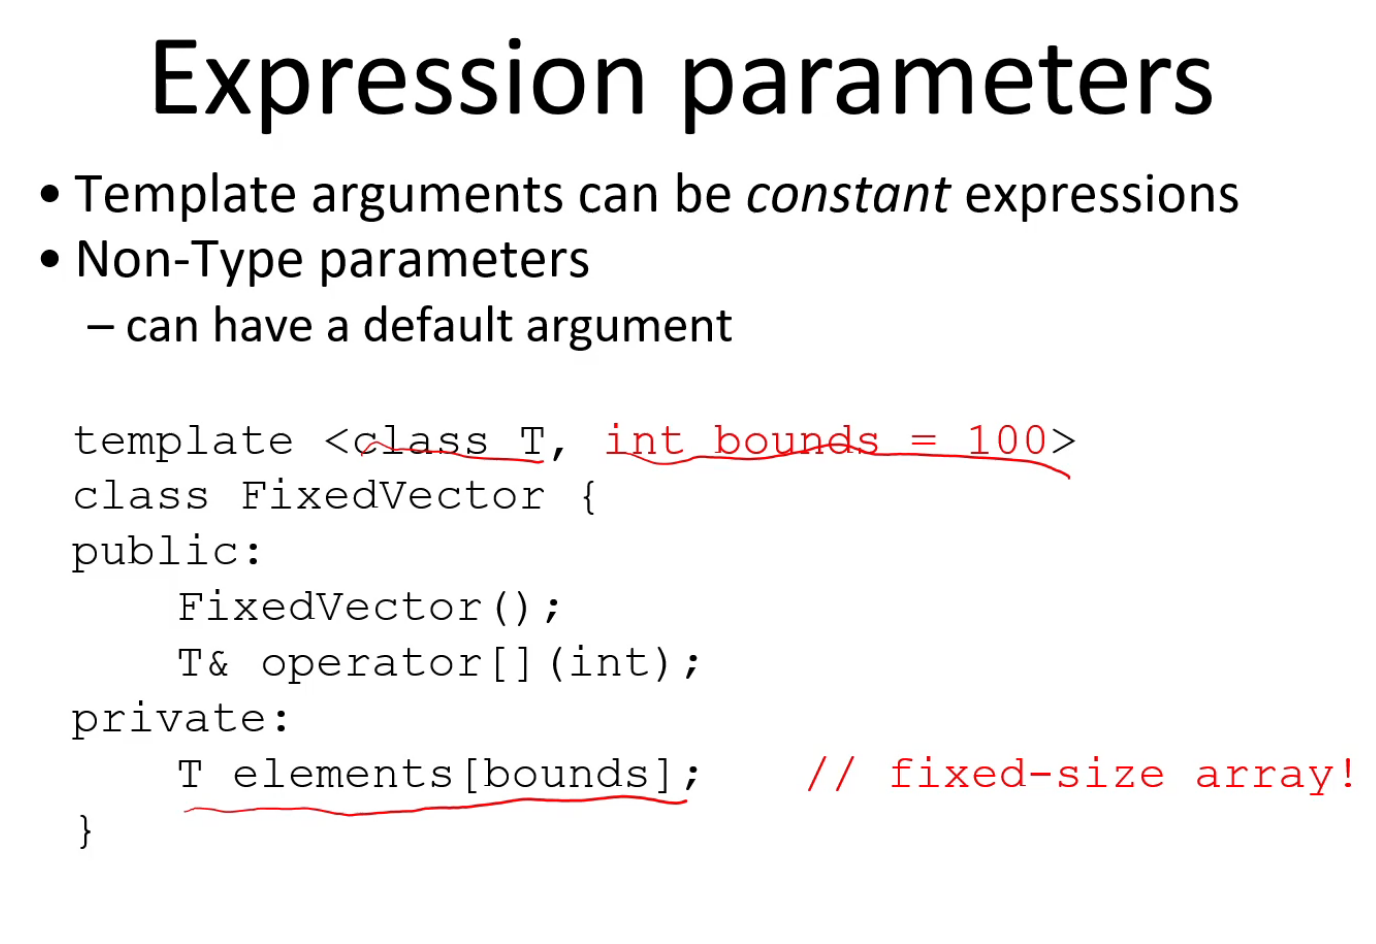 Expression parameters
• Template arguments can be constant expressions
• Non-Type parameters
– can have a default argument
template <class T, int bounds = 100>
class FixedVector {
public:
FixedVector();
T& operator[](int);
private:
T elements[bounds]; // fixed-size array!
}